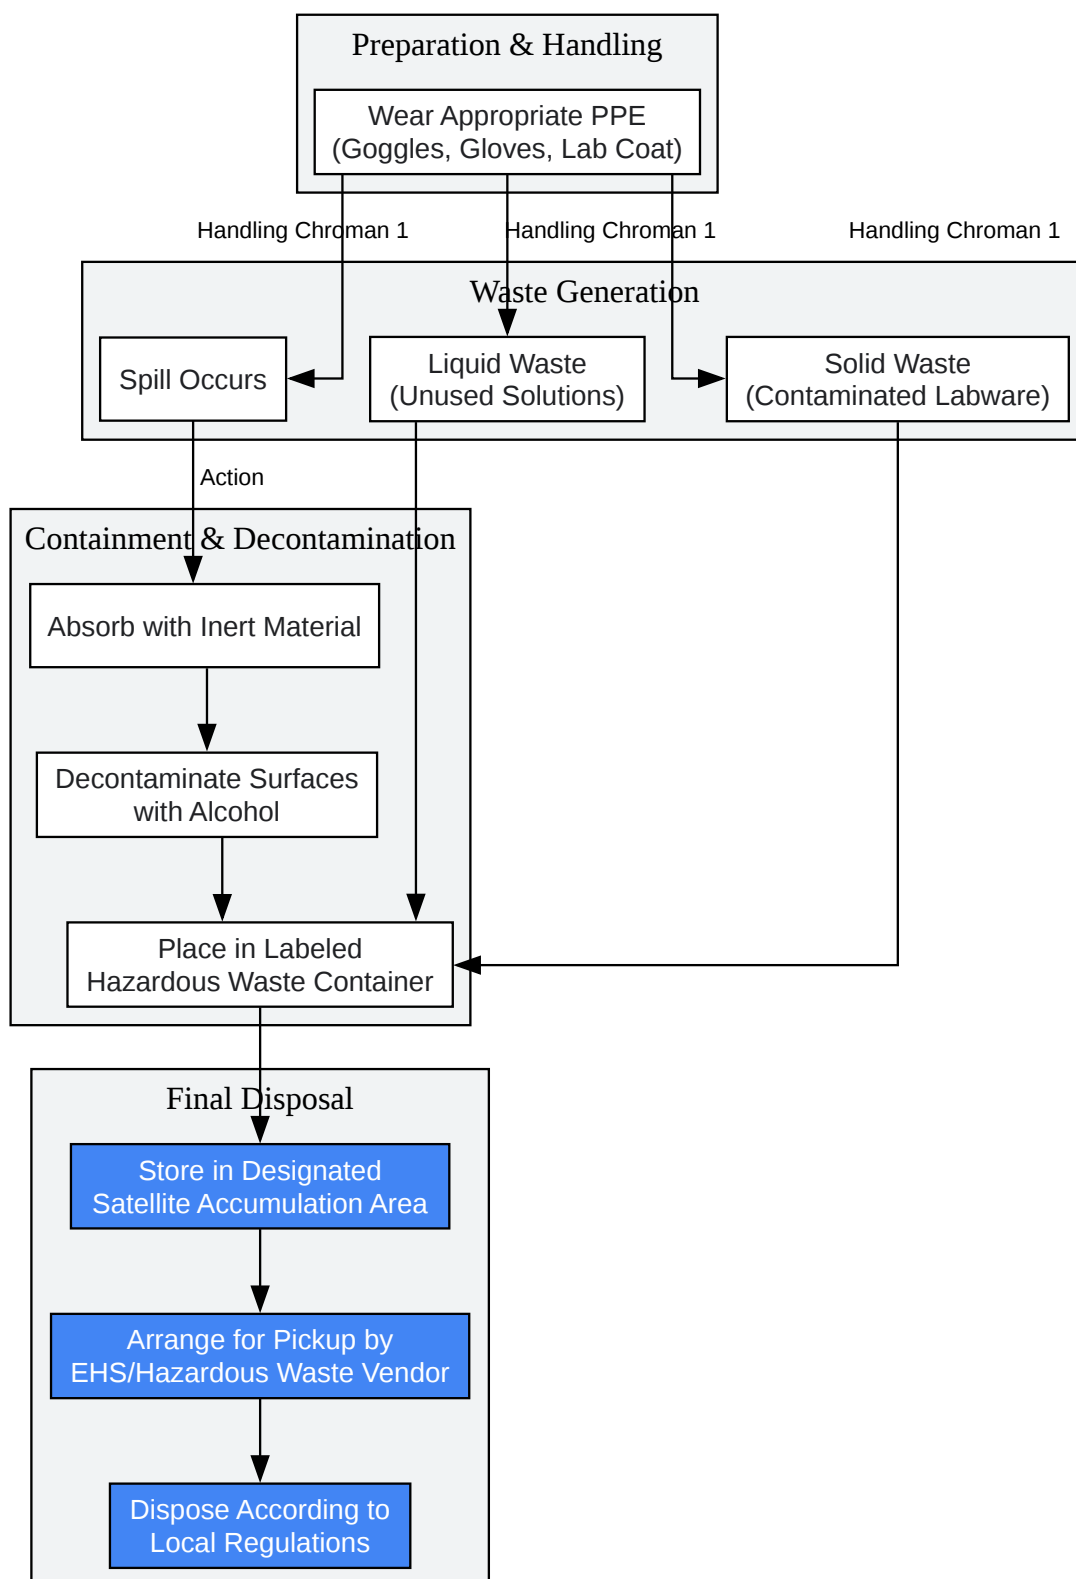 Preparation & Handling
Wear Appropriate PPE
(Goggles, Gloves, Lab Coat)
Handling Chroman 1
Handling Chroman 1
Handling Chroman 1
Waste Generation
Spill Occurs
Liquid Waste
(Unused Solutions)
Solid Waste
(Contaminated Labware)
Action
Containment & Decontamination
Absorb with Inert Material
Decontaminate Surfaces
with Alcohol
Place in Labeled
Hazardous Waste Container
Final Disposal
Store in Designated
Satellite Accumulation Area
Arrange for Pickup by
EHS/Hazardous Waste Vendor
Dispose According to
Local Regulations